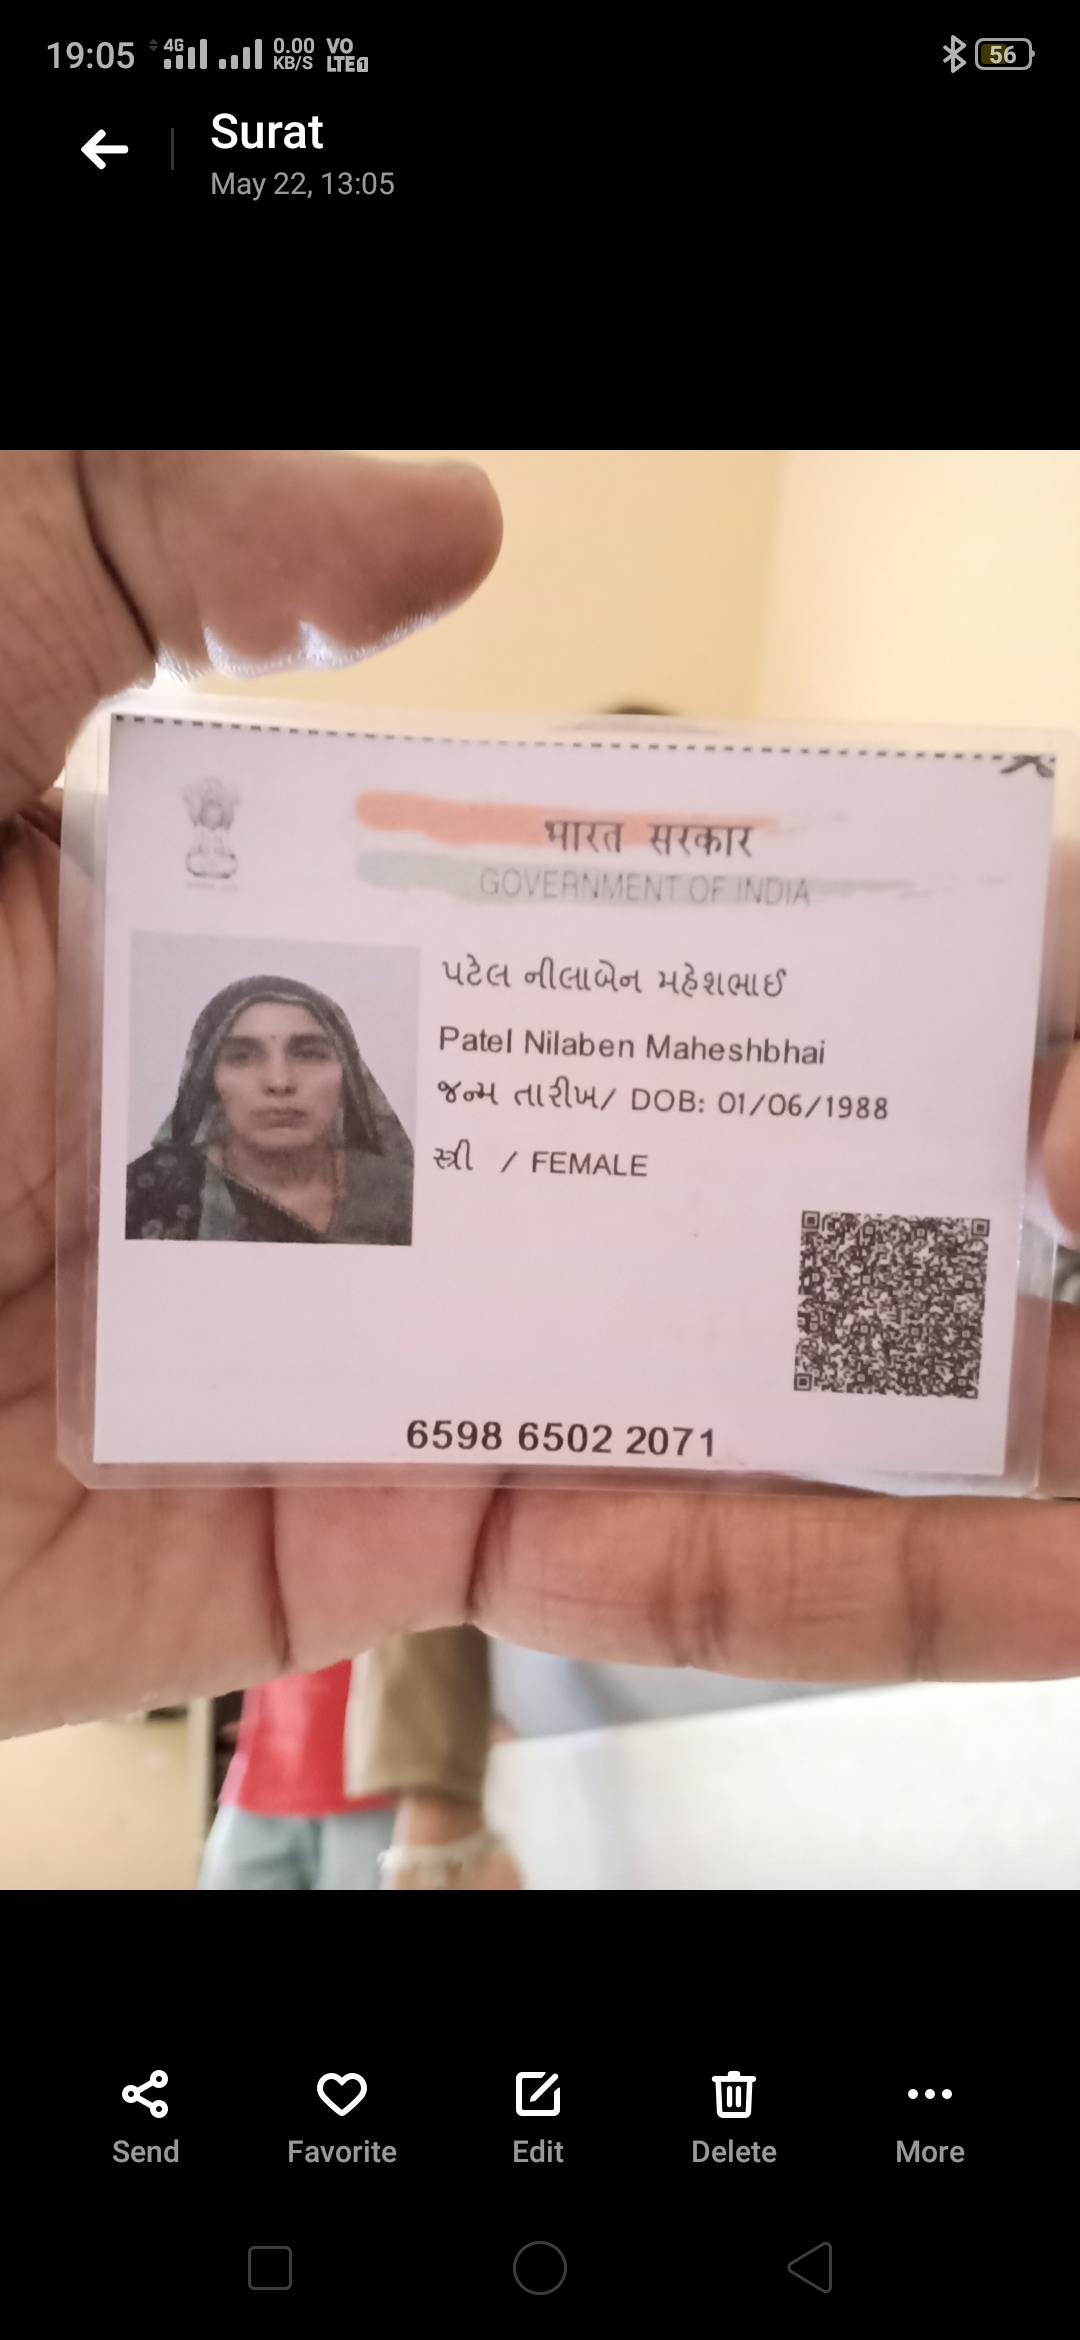 19:05 4G 0.00 KB/S VO LTE1 56
Surat
May 22, 13:05
भारत सरकार
GOVERNMENT OF INDIA
પટેલ નીલાબેન મહેશભાઈ
Patel Nilaben Maheshbhai
જન્મ તારીખ/ DOB: 01/06/1988
સ્ત્રી / FEMALE
6598 6502 2071
Send Favorite Edit Delete More